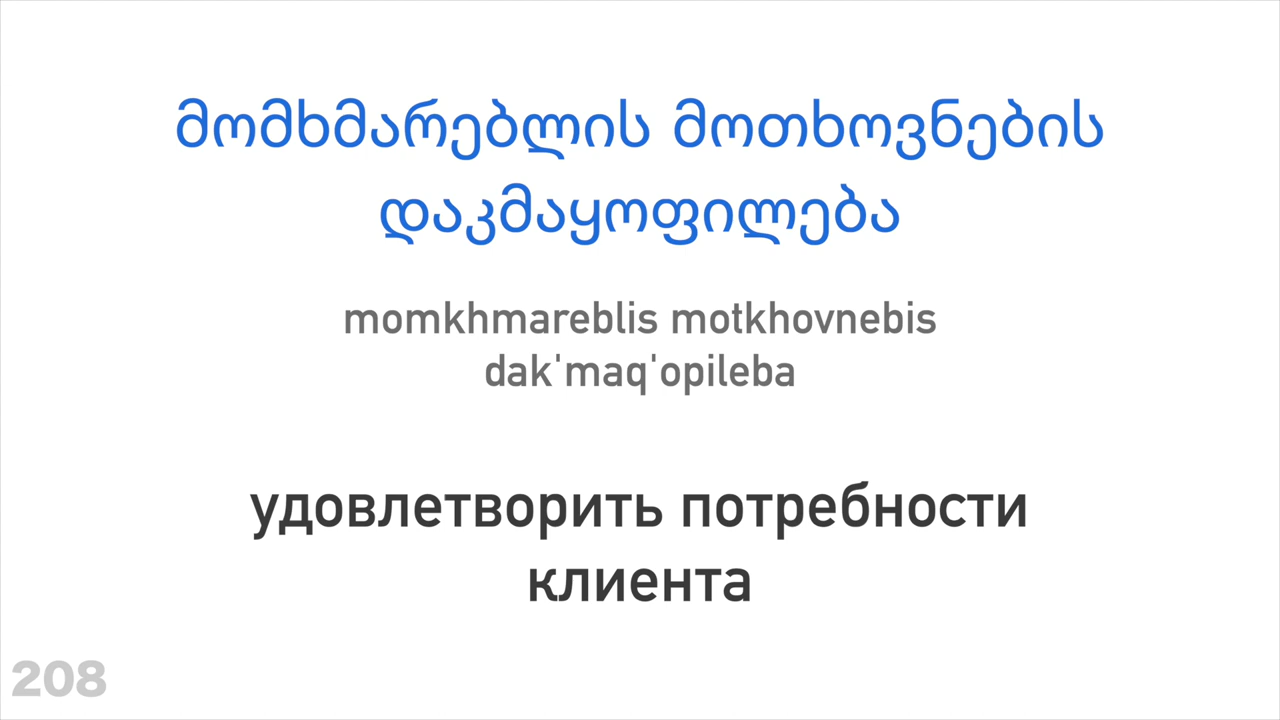 მომხმარებლის მოთხოვნების
დაკმაყოფილება
momkhmareblis motkhovnebis
dak'maq'opileba
удовлетворить потребности
клиента
208